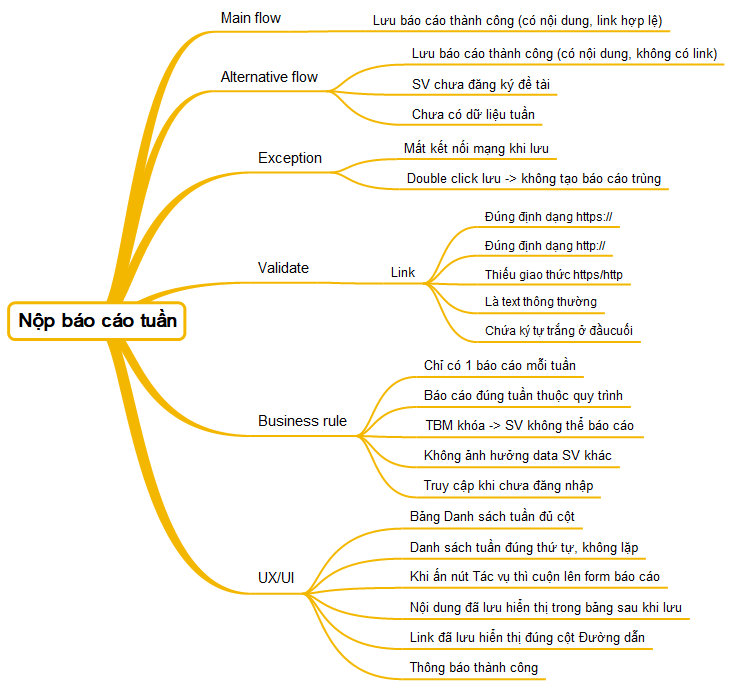 Nộp báo cáo tuần
Main flow
Lưu báo cáo thành công (có nội dung, link hợp lệ)
Alternative flow
Lưu báo cáo thành công (có nội dung, không có link)
SV chưa đăng ký đề tài
Chưa có dữ liệu tuần
Exception
Mất kết nối mạng khi lưu
Double click lưu -> không tạo báo cáo trùng
Validate
Link
Đúng định dạng https://
Đúng định dạng http://
Thiếu giao thức https/http
Là text thông thường
Chứa ký tự trắng ở đầucuối
Business rule
Chỉ có 1 báo cáo mỗi tuần
Báo cáo đúng tuần thuộc quy trình
TBM khóa -> SV không thể báo cáo
Không ảnh hưởng data SV khác
Truy cập khi chưa đăng nhập
UX/UI
Bảng Danh sách tuần đủ cột
Danh sách tuần đúng thứ tự, không lặp
Khi ấn nút Tác vụ thì cuộn lên form báo cáo
Nội dung đã lưu hiển thị trong bảng sau khi lưu
Link đã lưu hiển thị đúng cột Đường dẫn
Thông báo thành công